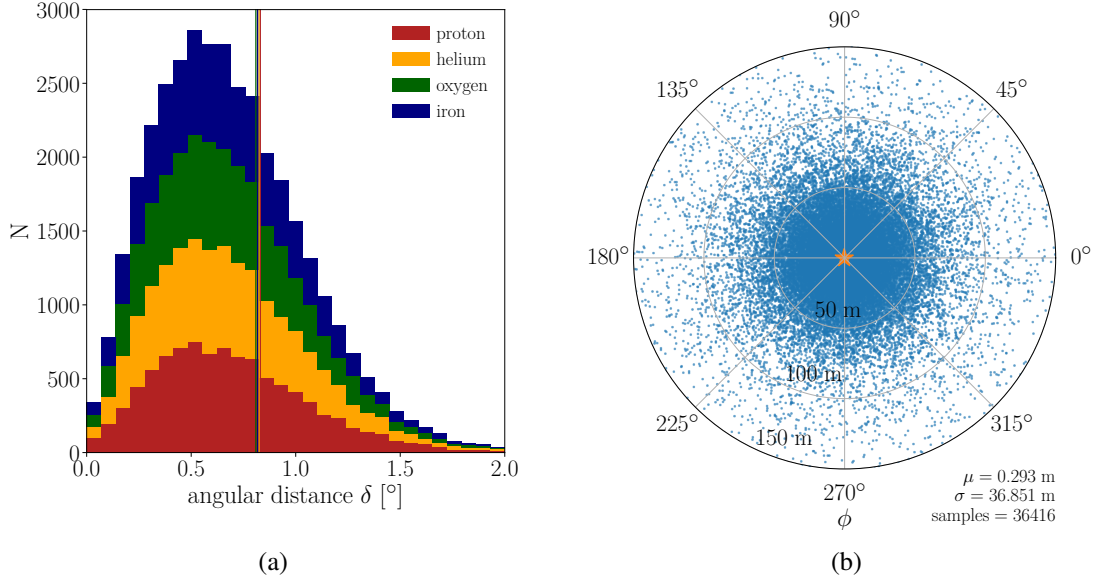 3000
2500
2000
1500
1000
500
0
N
0.0 0.5 1.0 1.5 2.0
angular distance δ [°]
proton
helium
oxygen
iron
(a)
90°
135° 45°
180° 0°
225° 315°
270°
ϕ
50 m
100 m
150 m
μ = 0.293 m
σ = 36.851 m
samples = 36416
(b)